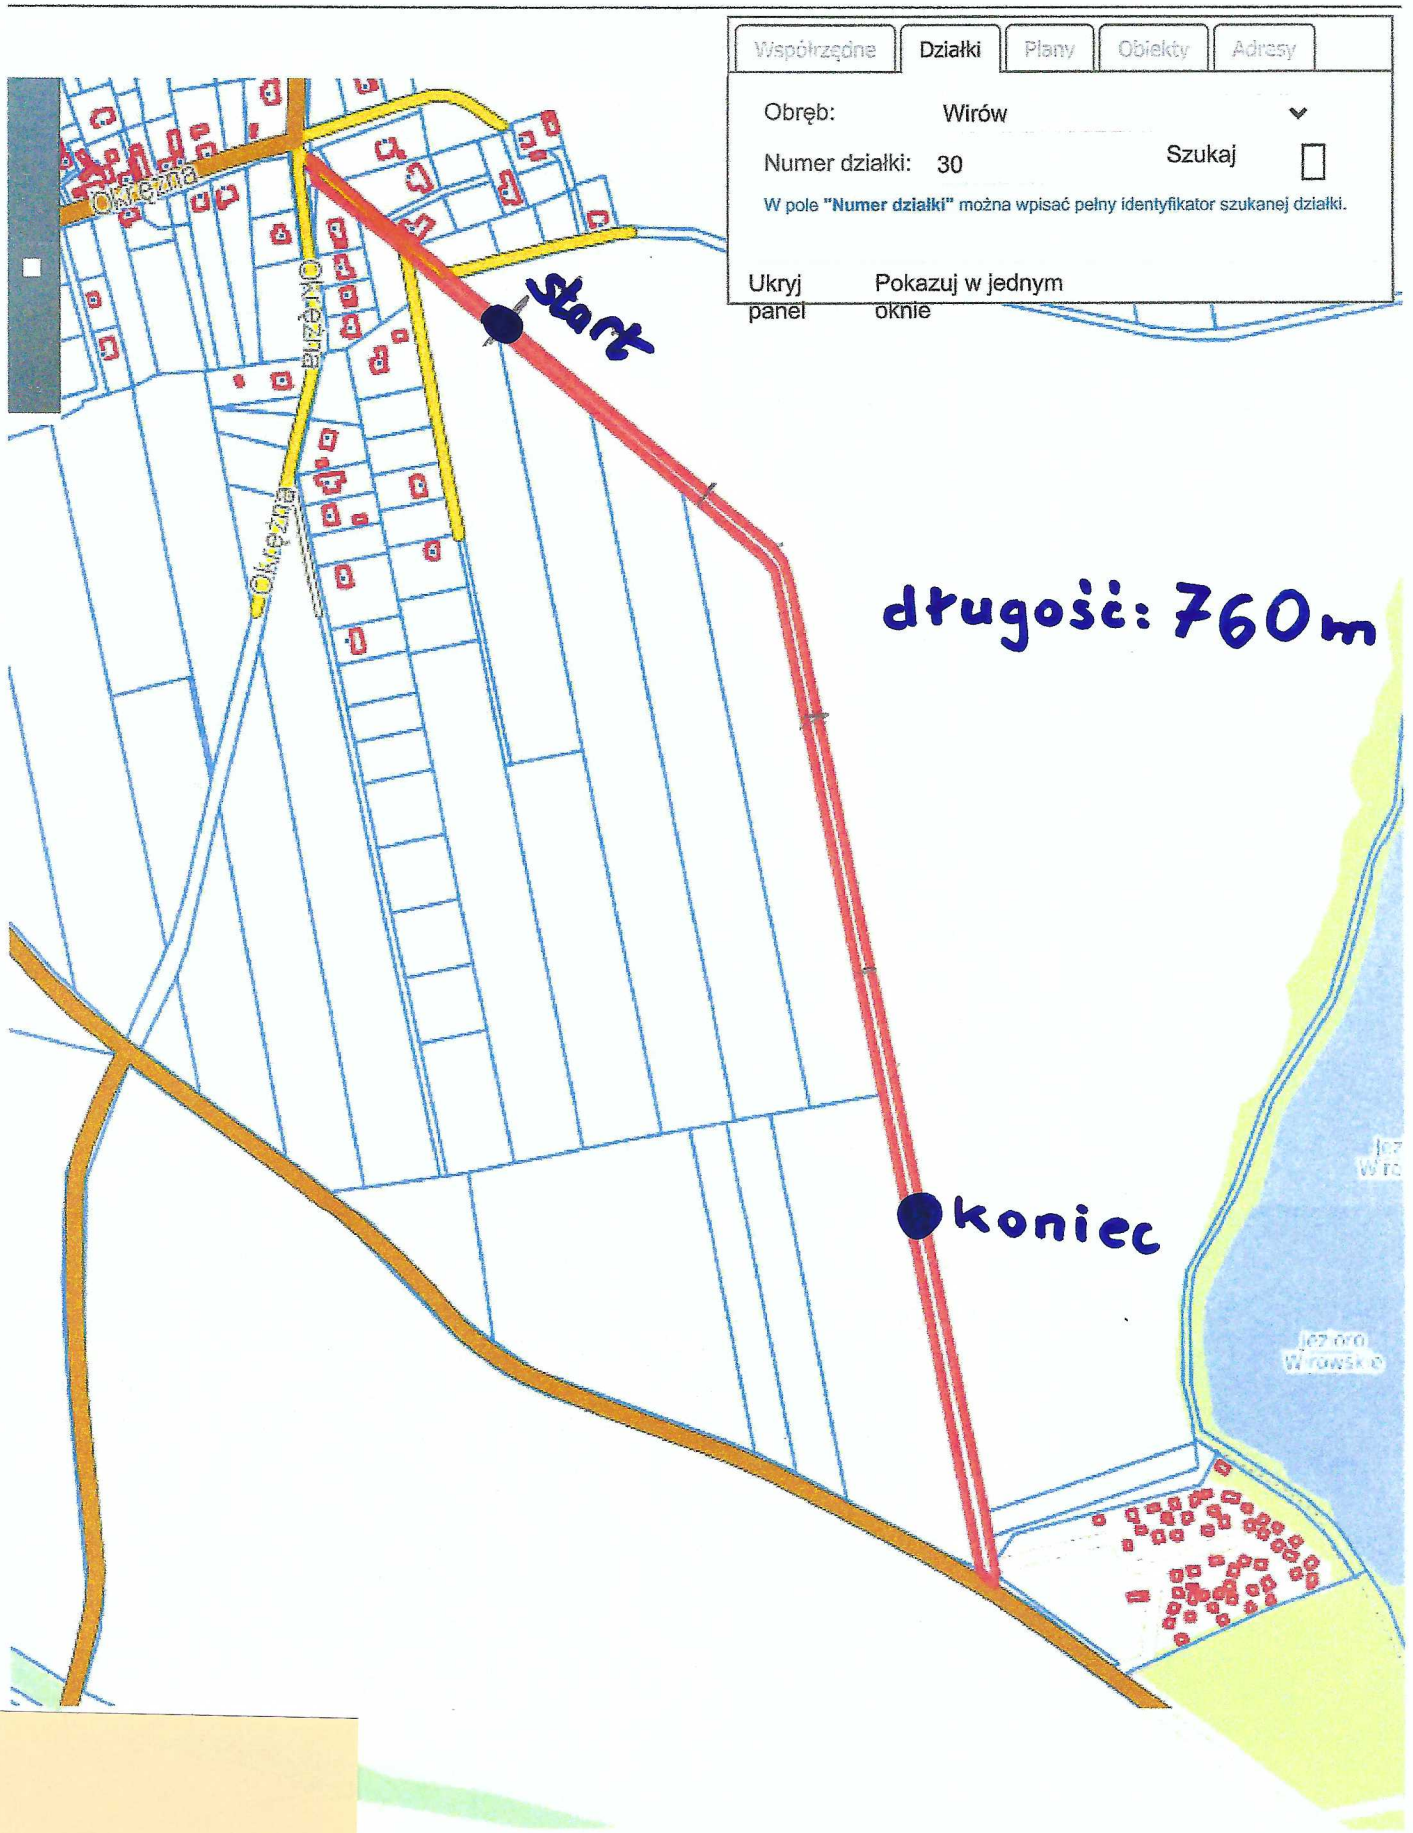 Współrzędne Działki Plany Obiekty Adresy
Obręb: Wirów
Numer działki: 30 Szukaj
W pole "Numer działki" można wpisać pełny identyfikator szukanej działki.
Ukryj panel
Pokazuj w jednym oknie
Okrężna
Okrężna
Okrężna
start
długość: 760 m
koniec
jezioro
Wirowskie